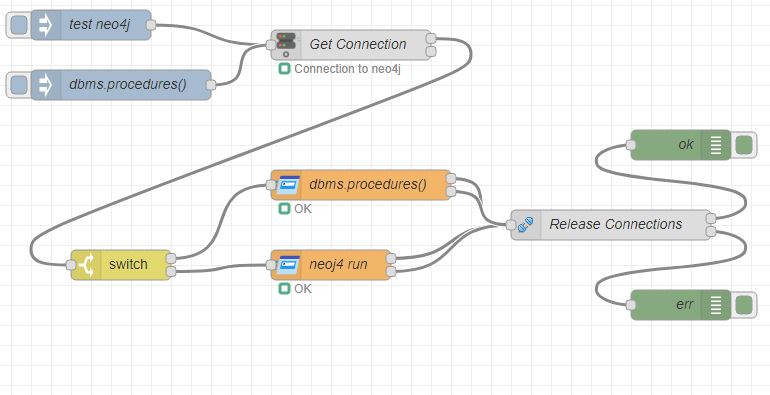 test neo4j
Get Connection
Connection to neo4j
dbms.procedures()
ok
dbms.procedures()
OK
Release Connections
switch
neoj4 run
OK
err